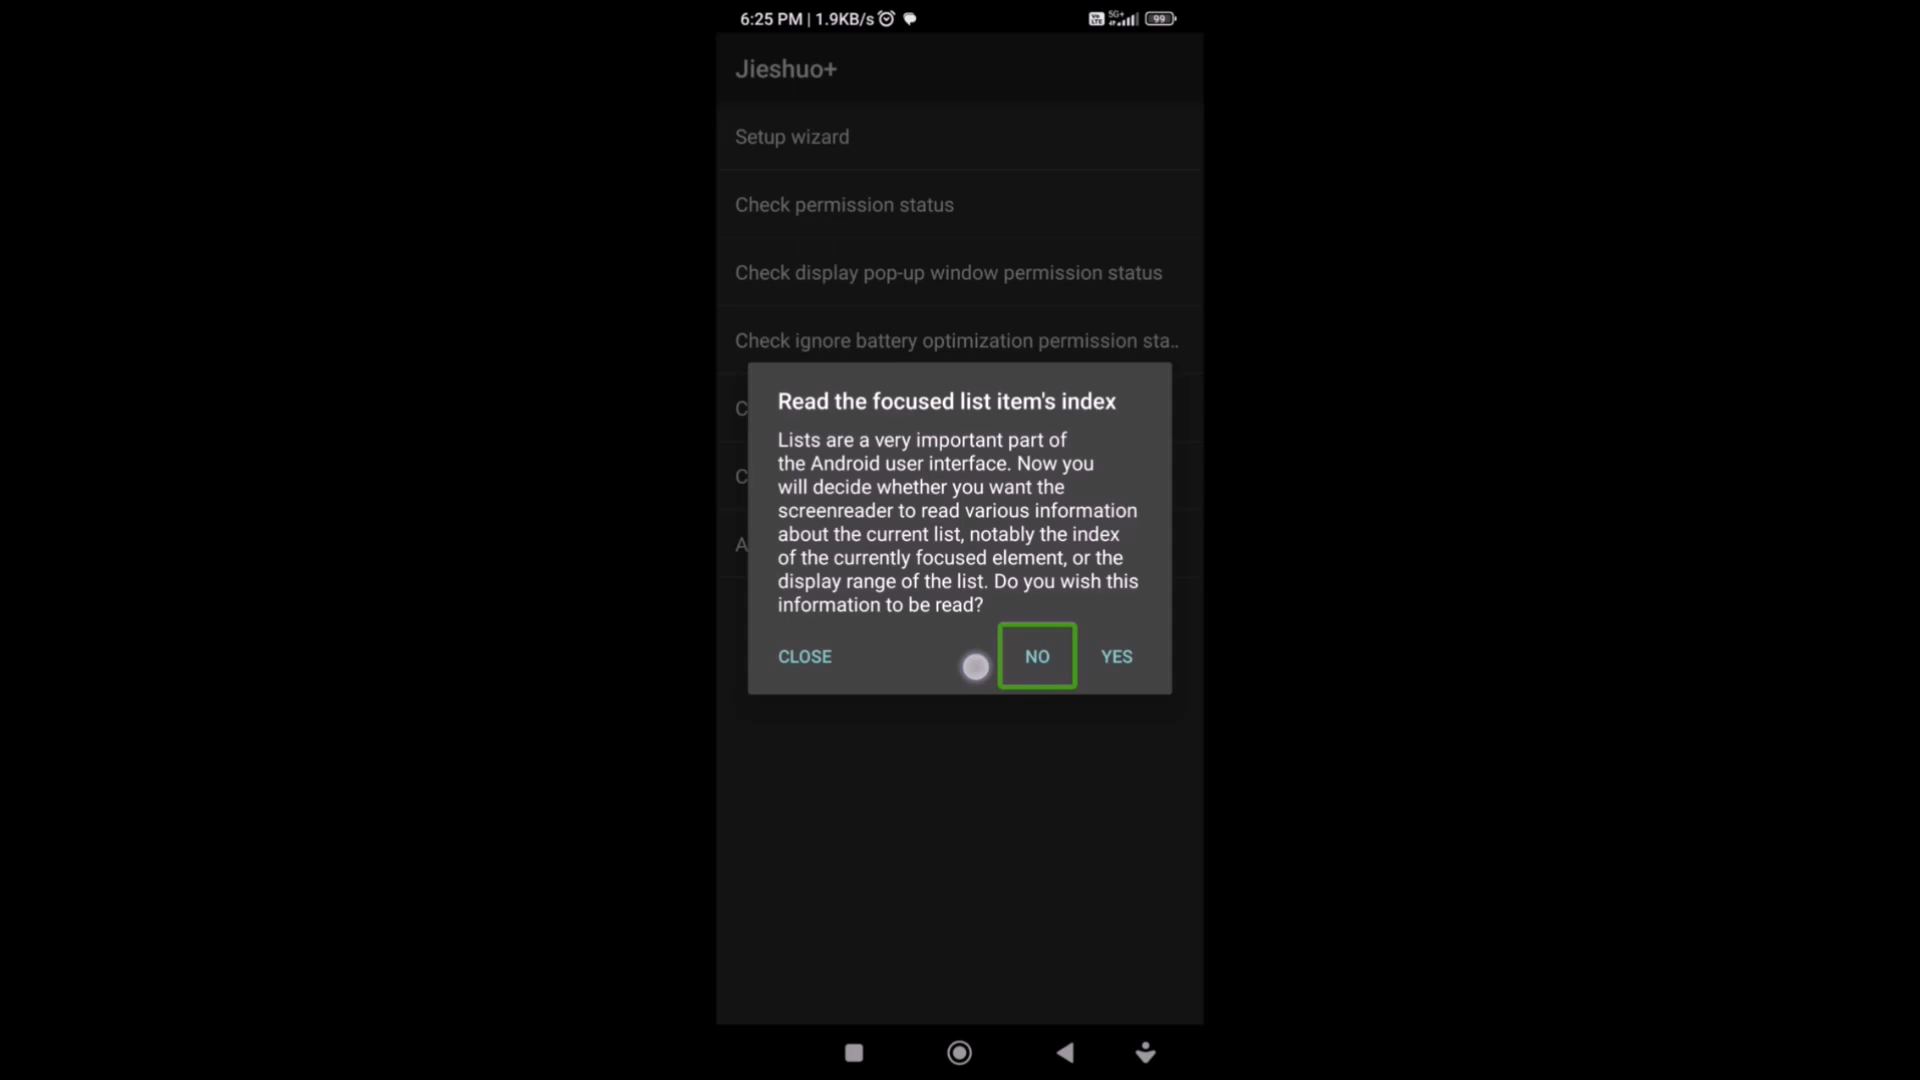 6:25 PM | 1.9KB/s
Vo LTE 5G+ 99
Jieshuo+
Setup wizard
Check permission status
Check display pop-up window permission status
Check ignore battery optimization permission sta..
C
C
A
Read the focused list item's index
Lists are a very important part of
the Android user interface. Now you
will decide whether you want the
screenreader to read various information
about the current list, notably the index
of the currently focused element, or the
display range of the list. Do you wish this
information to be read?
CLOSE NO YES